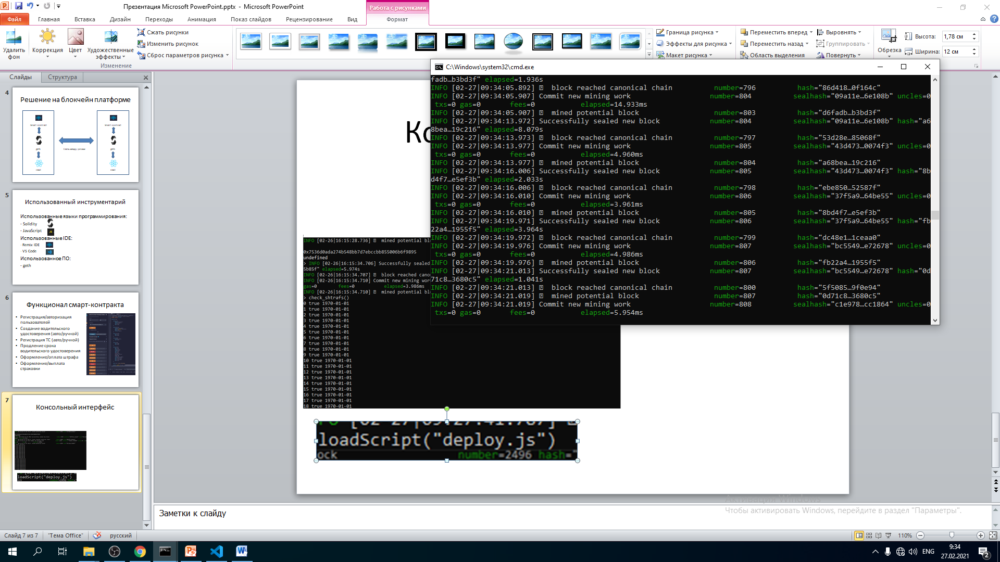 Презентация Microsoft PowerPoint.pptx - Microsoft PowerPoint
Работа с рисунками
Файл
Главная
Вставка
Дизайн
Переходы
Анимация
Показ слайдов
Рецензирование
Вид
Формат
Удалить
фон
Коррекция
Цвет
Художественные
эффекты
Сжать рисунки
Изменить рисунок
Сброс параметров рисунка
Изменение
Граница рисунка
Эффекты для рисунка
Макет рисунка
Переместить вперед
Переместить назад
Область выделения
Выровнять
Группировать
Повернуть
Обрезка
Высота:
1,78 см
Ширина:
12 см
Слайды
Структура
4
Решение на блокчейн платформе
Smart-contract
Smart-contract
geth
geth
react
react
5
Использованный инструментарий
Использованные языки программирования:
- Solidity
- JavaScript
Использованные IDE:
- Remix IDE
- VS Code
Использованное ПО:
- geth
6
Функционал смарт-контракта
• Регистрация/авторизация
пользователей
• Создание водительского
удостоверения (авто/ручной)
• Регистрация ТС (авто/ручной)
• Продление срока
водительского удостоверения
• Оформление/оплата штрафа
• Оформление/выплата
страховки
7
Консольный интерфейс
loadScript("deploy.js")
Ко
C:\Windows\system32\cmd.exe
fadb…b3bd3f" elapsed=1.936s
INFO [02-27|09:34:05.892] block reached canonical chain number=796 hash="86d418…0f164c"
INFO [02-27|09:34:05.907] Commit new mining work number=804 sealhash="09a11e…6e108b" uncles=0
txs=0 gas=0 fees=0 elapsed=14.933ms
INFO [02-27|09:34:05.907] mined potential block number=803 hash="d6fadb…b3bd3f"
INFO [02-27|09:34:13.972] Successfully sealed new block number=804 sealhash="09a11e…6e108b" hash="a6
8bea…19c216" elapsed=8.079s
INFO [02-27|09:34:13.973] block reached canonical chain number=797 hash="53d28e…85068f"
INFO [02-27|09:34:13.977] Commit new mining work number=805 sealhash="43d473…0074f3" uncles=0
txs=0 gas=0 fees=0 elapsed=4.960ms
INFO [02-27|09:34:13.977] mined potential block number=804 hash="a68bea…19c216"
INFO [02-27|09:34:16.006] Successfully sealed new block number=805 sealhash="43d473…0074f3" hash="8b
d4f7…e5ef3b" elapsed=2.033s
INFO [02-27|09:34:16.006] block reached canonical chain number=798 hash="ebe850…52587f"
INFO [02-27|09:34:16.010] Commit new mining work number=806 sealhash="37f5a9…64be55" uncles=0
txs=0 gas=0 fees=0 elapsed=3.961ms
INFO [02-27|09:34:16.010] mined potential block number=805 hash="8bd4f7…e5ef3b"
INFO [02-27|09:34:19.971] Successfully sealed new block number=806 sealhash="37f5a9…64be55" hash="fb
22a4…1955f5" elapsed=3.964s
INFO [02-27|09:34:19.972] block reached canonical chain number=799 hash="dc48e1…1ceaa0"
INFO [02-27|09:34:19.976] Commit new mining work number=807 sealhash="bc5549…e72678" uncles=0
txs=0 gas=0 fees=0 elapsed=4.986ms
INFO [02-27|09:34:19.976] mined potential block number=806 hash="fb22a4…1955f5"
INFO [02-27|09:34:21.013] Successfully sealed new block number=807 sealhash="bc5549…e72678" hash="0d
71c8…3680c5" elapsed=1.041s
INFO [02-27|09:34:21.013] block reached canonical chain number=800 hash="5f5085…9f0e94"
INFO [02-27|09:34:21.019] mined potential block number=807 hash="0d71c8…3680c5"
INFO [02-27|09:34:21.019] Commit new mining work number=808 sealhash="c1e978…cc1864" uncles=0
txs=0 gas=0 fees=0 elapsed=5.954ms
INFO [02-26|16:15:28.736] mined potential bl
0x7536d0ada274b548bb7d7ebccbb855006b6f9895
undefined
> INFO [02-26|16:15:34.706] Successfully sealed
5b85f" elapsed=5.974s
INFO [02-26|16:15:34.707] block reached cano
INFO [02-26|16:15:34.710] Commit new mining wor
gas=0 fees=0 elapsed=3.986ms
INFO [02-26|16:15:34.710] mined potential bl
> check_shtrafs()
0 true 1970-01-01
1 true 1970-01-01
2 true 1970-01-01
3 true 1970-01-01
4 true 1970-01-01
5 true 1970-01-01
6 true 1970-01-01
7 true 1970-01-01
8 true 1970-01-01
9 true 1970-01-01
10 true 1970-01-01
11 true 1970-01-01
12 true 1970-01-01
13 true 1970-01-01
14 true 1970-01-01
15 true 1970-01-01
16 true 1970-01-01
17 true 1970-01-01
18 true 1970-01-01
FO [02-27|09:27:41.787]
loadScript("deploy.js")
ock number=2496 hash="
Активация Windows
Чтобы активировать Windows, перейдите в раздел "Параметры".
Заметки к слайду
Слайд 7 из 7
"Тема Office"
русский
110%
ENG
9:34
27.02.2021
2